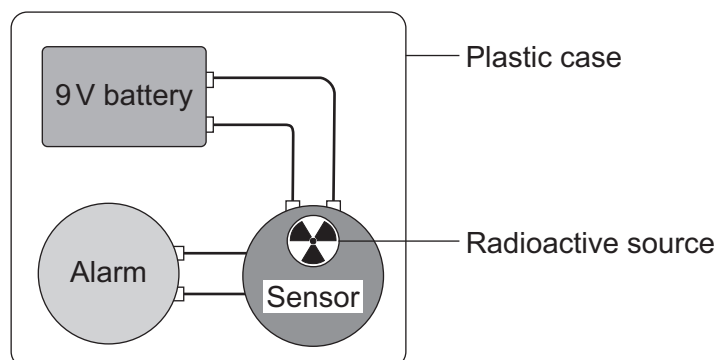 9 V battery
Plastic case
Radioactive source
Alarm
Sensor